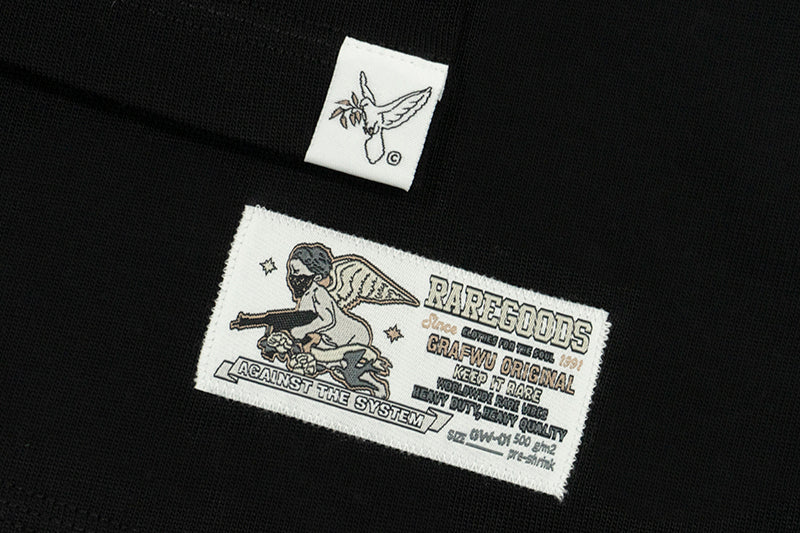 ©
RAREGOODS
Since CLOTHES FOR THE SOUL 1991
GRAFWU ORIGINAL
KEEP IT RARE
WORLDWIDE RARE VIBES
HEAVY DUTY, HEAVY QUALITY
SIZE GW-01 500 g/m2
pre-shrink
AGAINST THE SYSTEM